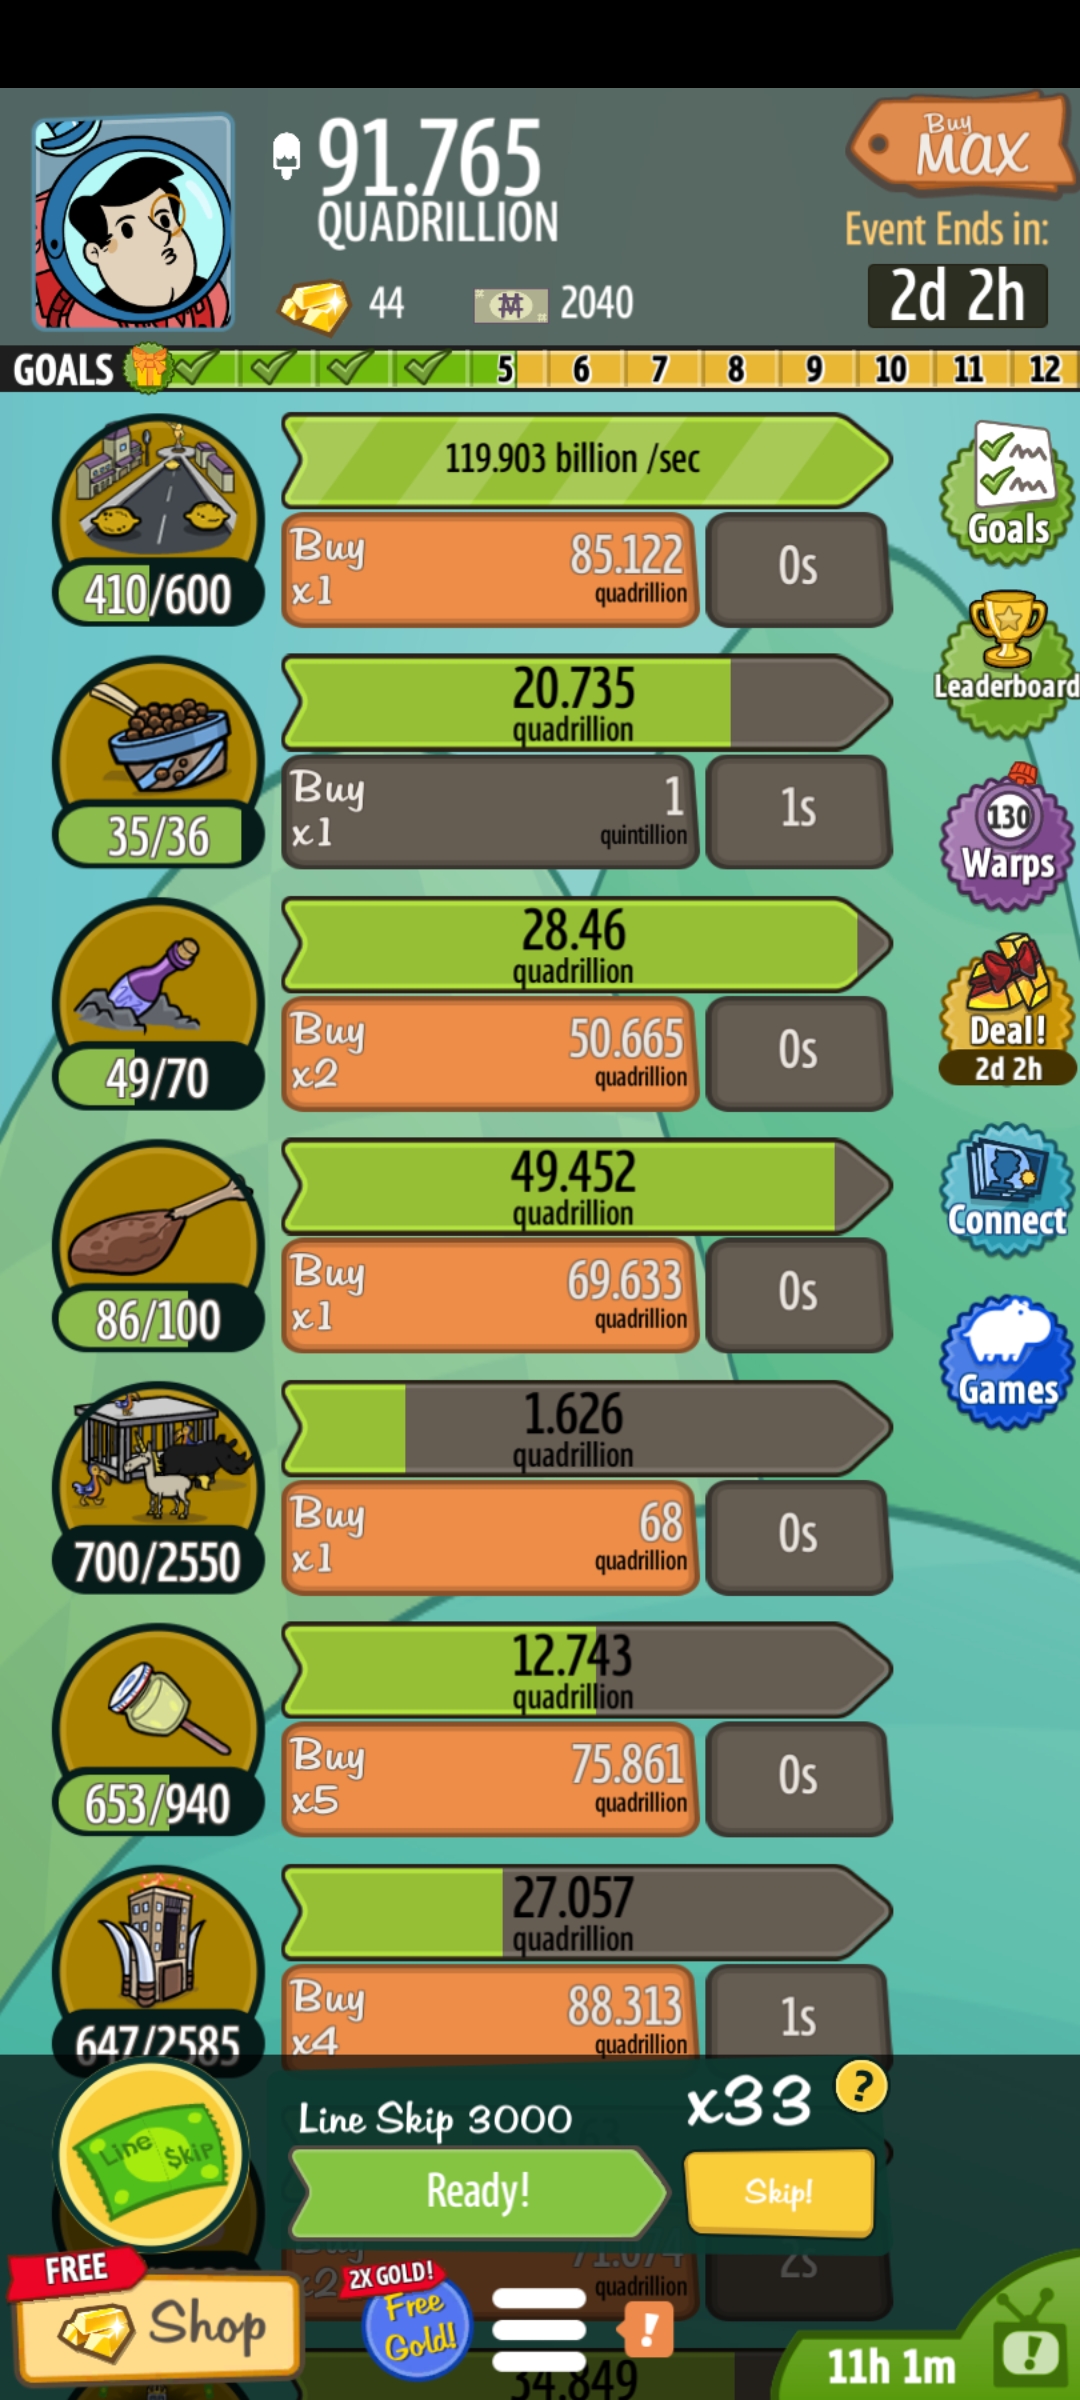 91.765
QUADRILLION
Buy
MAX
Event Ends in:
2d 2h
44
2040
GOALS
5
6
7
8
9
10
11
12
119.903 billion /sec
410/600
Buy
x1
85.122
quadrillion
0s
Goals
20.735
quadrillion
35/36
Buy
x1
1
quintillion
1s
Leaderboard
28.46
quadrillion
49/70
Buy
x2
50.665
quadrillion
0s
130
Warps
49.452
quadrillion
86/100
Buy
x1
69.633
quadrillion
0s
Deal!
2d 2h
1.626
quadrillion
700/2550
Buy
x1
68
quadrillion
0s
Connect
12.743
quadrillion
653/940
Buy
x5
75.861
quadrillion
0s
Games
27.057
quadrillion
647/2585
Buy
x4
88.313
quadrillion
1s
Line Skip
Line Skip 3000
x33
?
Ready!
Skip!
Buy
x2
71.074
quadrillion
2s
FREE
Shop
2X GOLD!
Free
Gold!
!
34.849
11h 1m
!